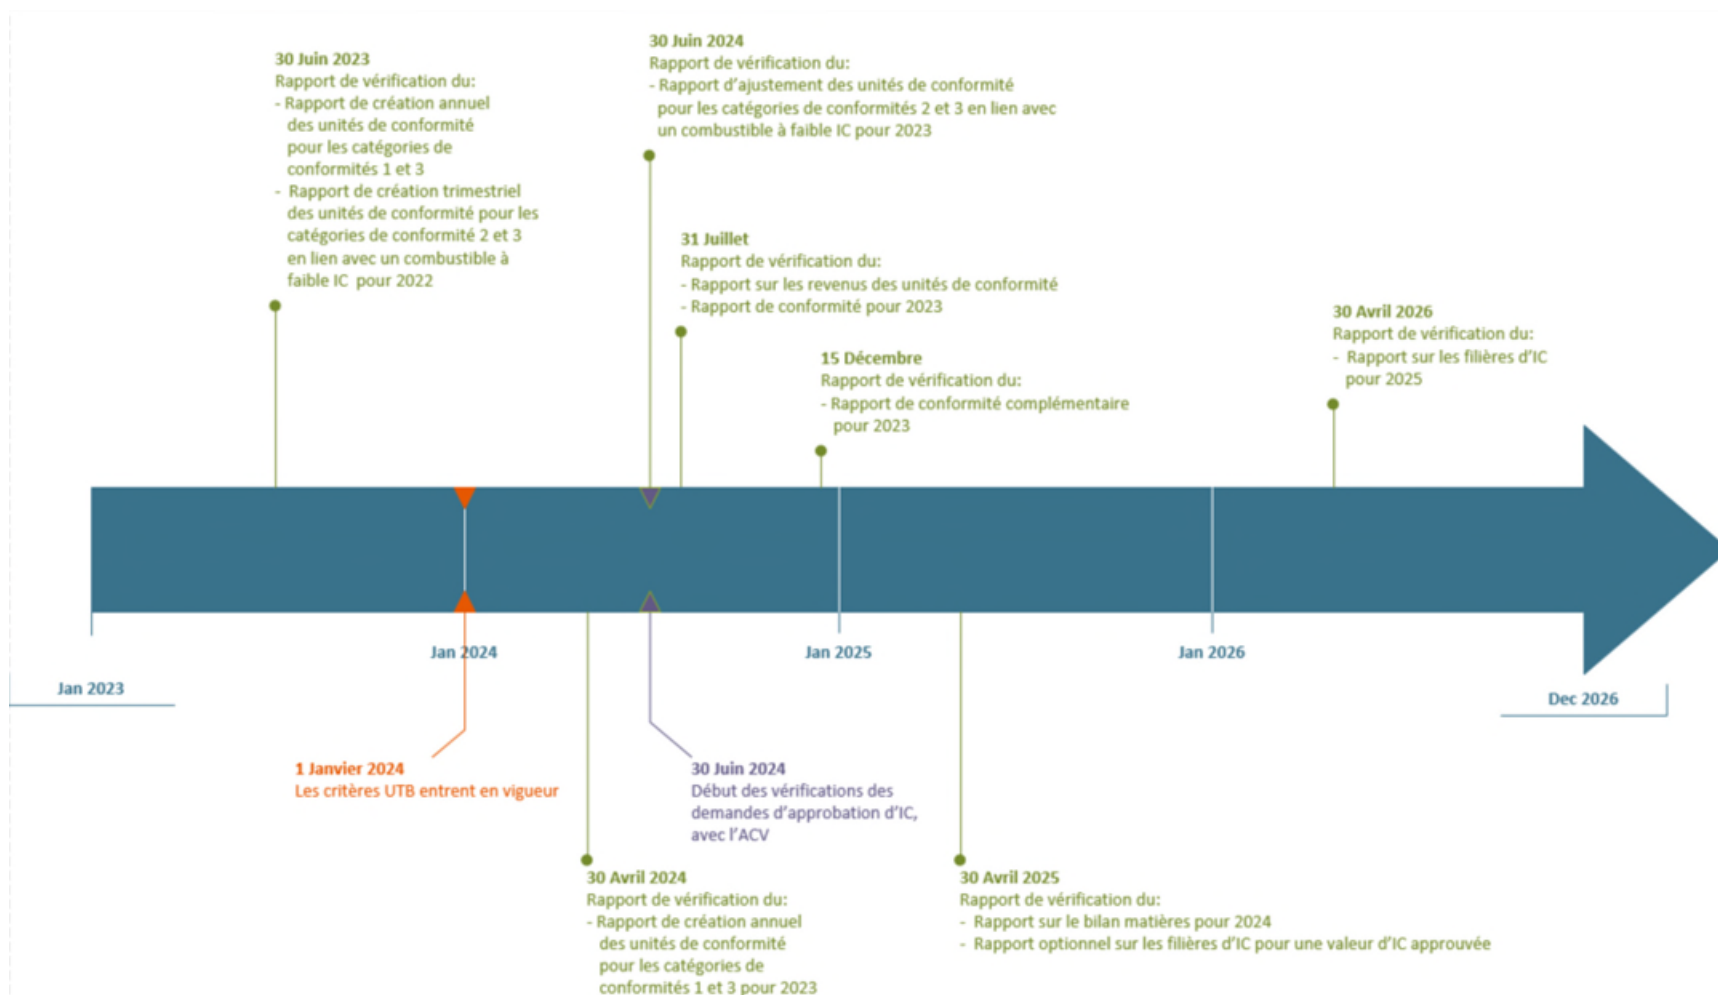 30 Juin 2023
Rapport de vérification du:
- Rapport de création annuel
des unités de conformité
pour les catégories de
conformités 1 et 3
- Rapport de création trimestriel
des unités de conformité pour les
catégories de conformité 2 et 3
en lien avec un combustible à
faible IC pour 2022
30 Juin 2024
Rapport de vérification du:
- Rapport d'ajustement des unités de conformité
pour les catégories de conformités 2 et 3 en lien avec
un combustible à faible IC pour 2023
31 Juillet
Rapport de vérification du:
- Rapport sur les revenus des unités de conformité
- Rapport de conformité pour 2023
15 Décembre
Rapport de vérification du:
- Rapport de conformité complémentaire
pour 2023
30 Avril 2026
Rapport de vérification du:
- Rapport sur les filières d'IC
pour 2025
Jan 2023
Jan 2024
Jan 2025
Jan 2026
Dec 2026
1 Janvier 2024
Les critères UTB entrent en vigueur
30 Juin 2024
Début des vérifications des
demandes d'approbation d'IC,
avec l'ACV
30 Avril 2024
Rapport de vérification du:
- Rapport de création annuel
des unités de conformité
pour les catégories de
conformités 1 et 3 pour 2023
30 Avril 2025
Rapport de vérification du:
- Rapport sur le bilan matières pour 2024
- Rapport optionnel sur les filières d'IC pour une valeur d'IC approuvée